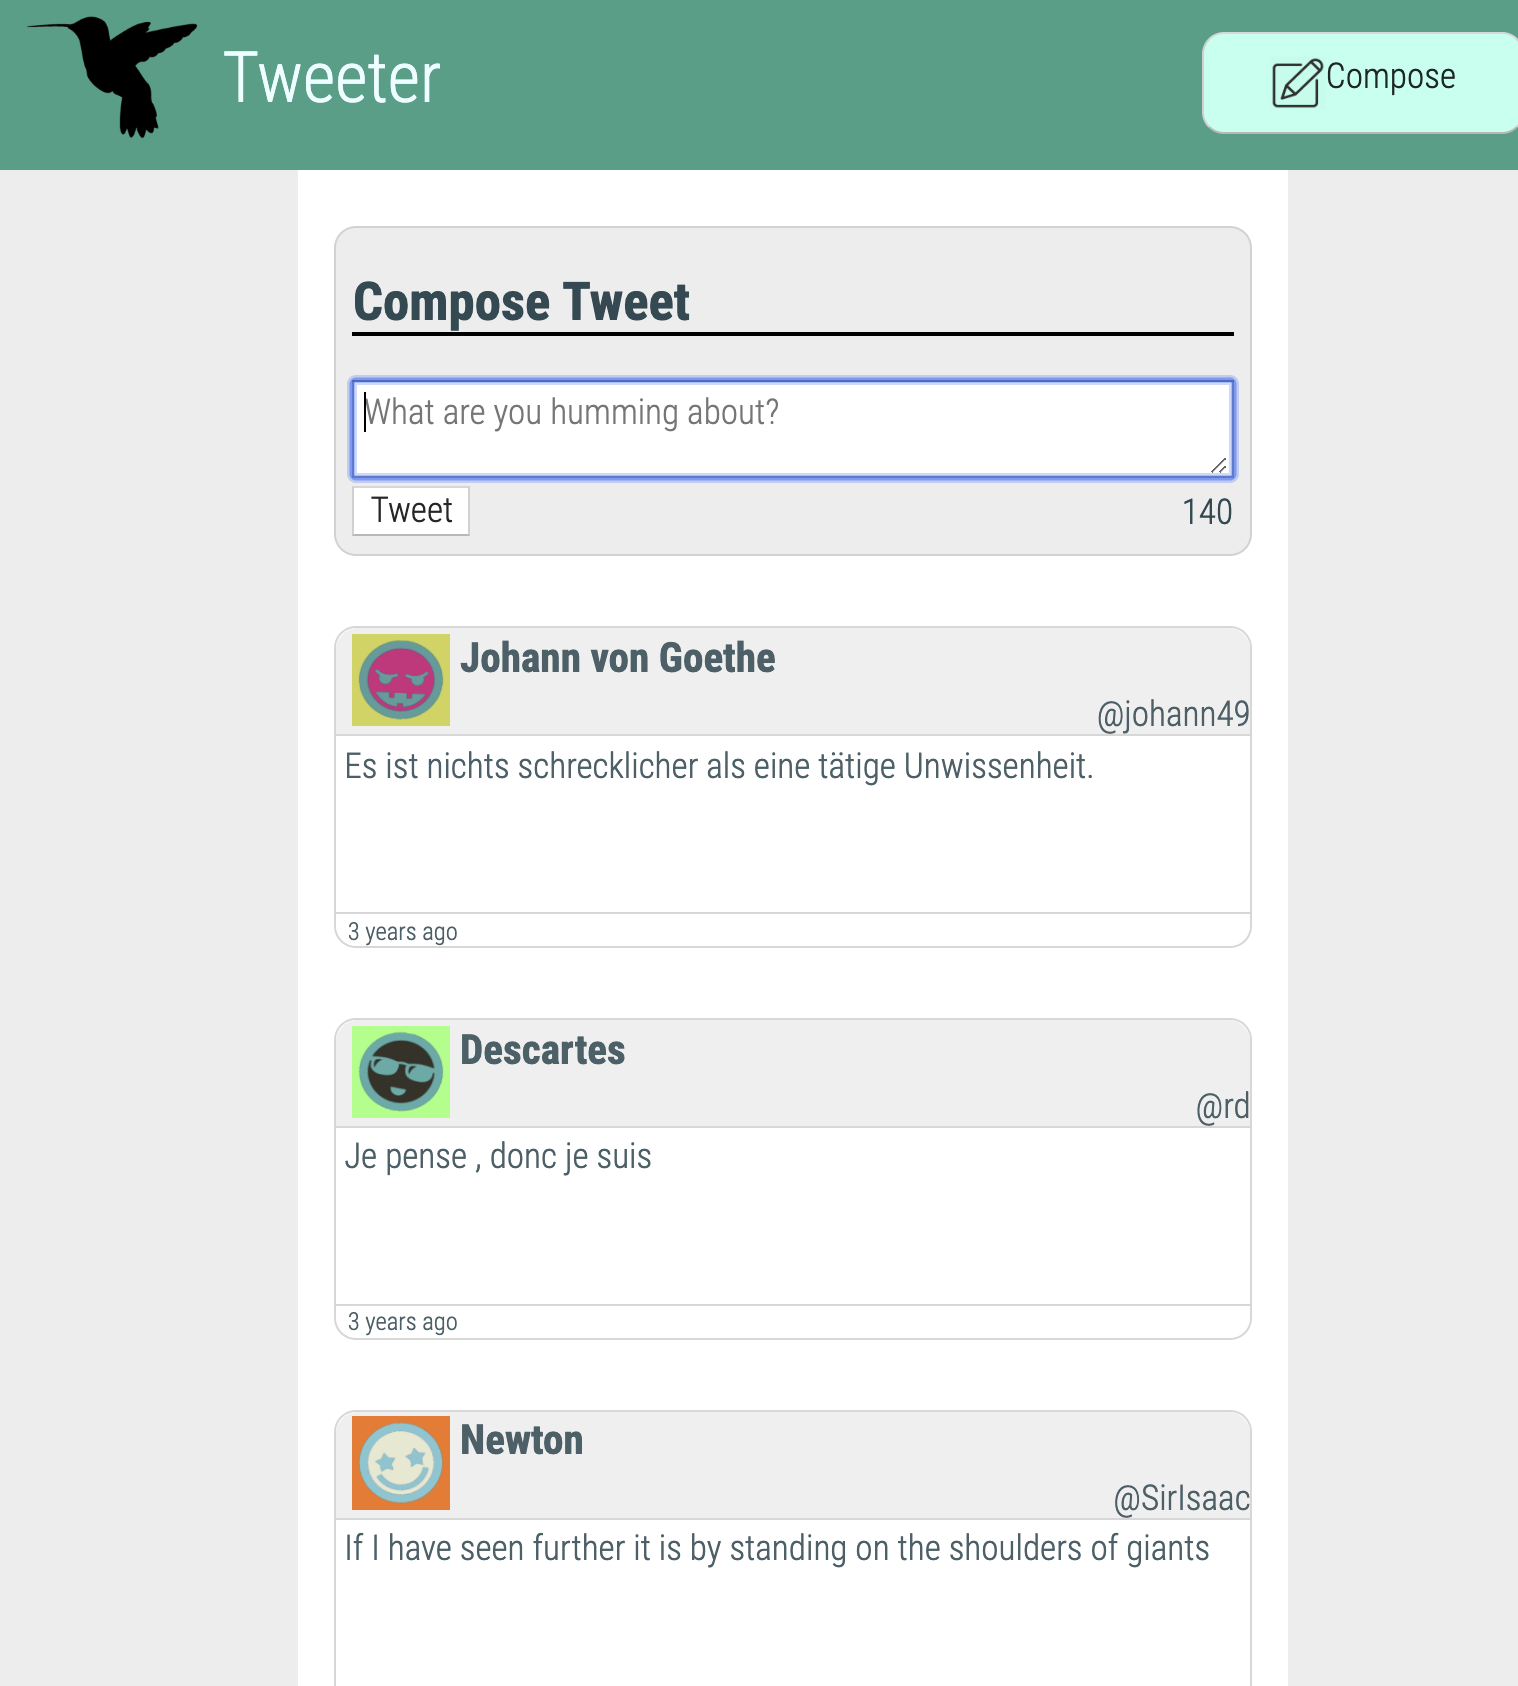 Tweeter
Compose
Compose Tweet
What are you humming about?
Tweet
140
Johann von Goethe
@johann49
Es ist nichts schrecklicher als eine tätige Unwissenheit.
3 years ago
Descartes
@rd
Je pense , donc je suis
3 years ago
Newton
@SirIsaac
If I have seen further it is by standing on the shoulders of giants